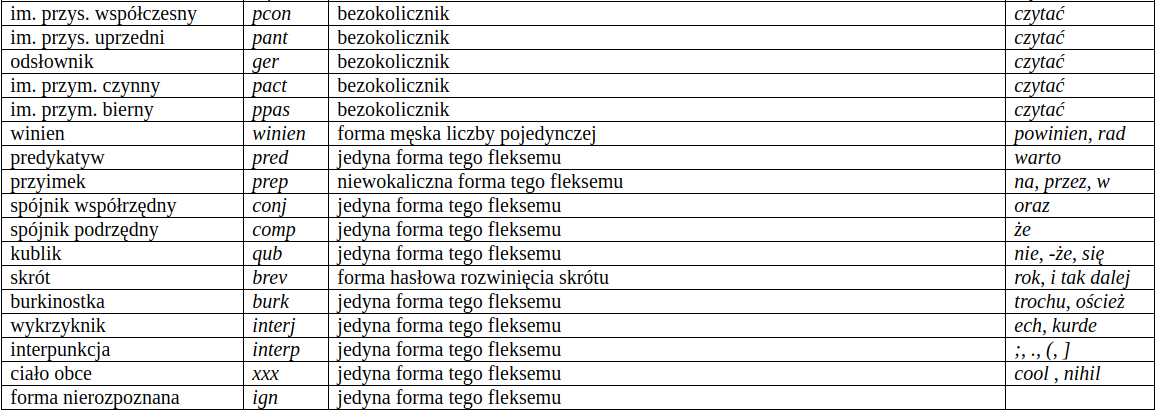 im. przys. współczesny pcon bezokolicznik czytać
im. przys. uprzedni pant bezokolicznik czytać
odsłownik ger bezokolicznik czytać
im. przym. czynny pact bezokolicznik czytać
im. przym. bierny ppas bezokolicznik czytać
winien winien forma męska liczby pojedynczej powinien, rad
predykatyw pred jedyna forma tego fleksemu warto
przyimek prep niewokaliczna forma tego fleksemu na, przez, w
spójnik współrzędny conj jedyna forma tego fleksemu oraz
spójnik podrzędny comp jedyna forma tego fleksemu że
kublik qub jedyna forma tego fleksemu nie, -że, się
skrót brev forma hasłowa rozwinięcia skrótu rok, i tak dalej
burkinostka burk jedyna forma tego fleksemu trochu, oścież
wykrzyknik interj jedyna forma tego fleksemu ech, kurde
interpunkcja interp jedyna forma tego fleksemu ;, ., (, ]
ciało obce xxx jedyna forma tego fleksemu cool , nihil
forma nierozpoznana ign jedyna forma tego fleksemu